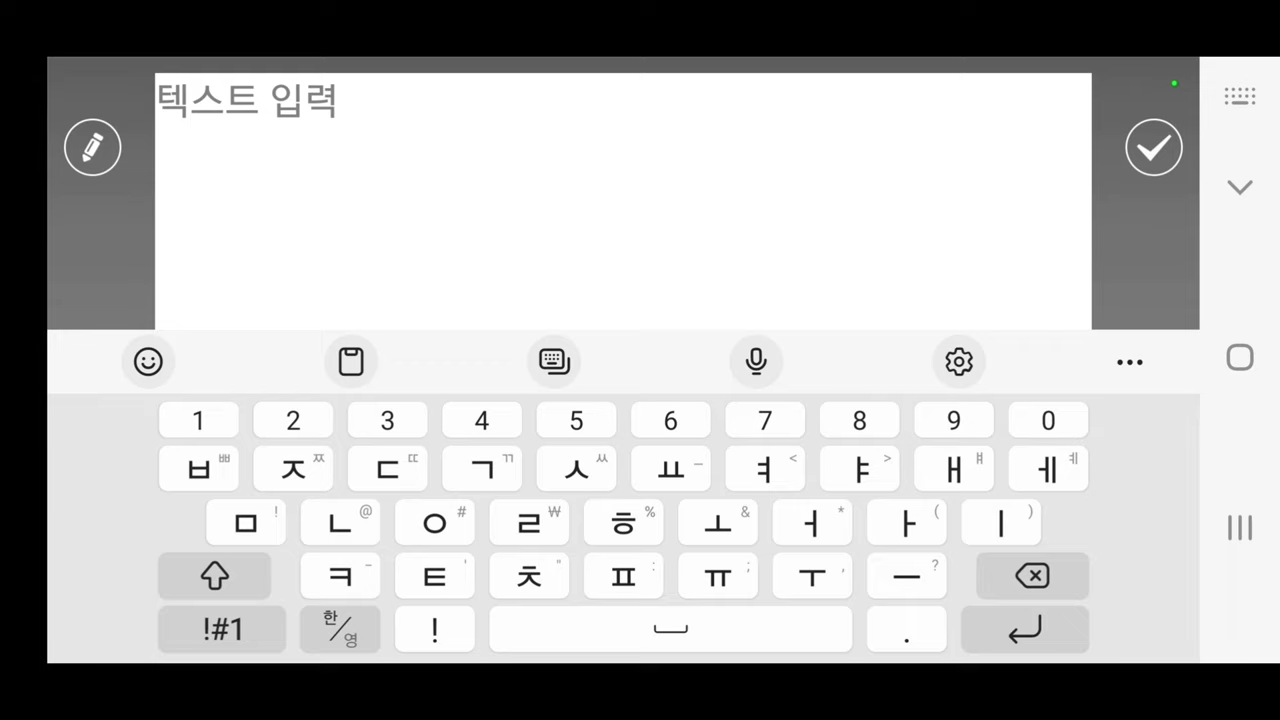 텍스트 입력
1 2 3 4 5 6 7 8 9 0
ㅂ ㅃ ㅈ ㅉ ㄷ ㄸ ㄱ ㄲ ㅅ ㅆ ㅛ _ ㅕ < ㅑ > ㅐ ㅒ ㅔ ㅖ
ㅁ ! ㄴ @ ㅇ # ㄹ ₩ ㅎ % ㅗ & ㅓ * ㅏ ( ㅣ )
ㅋ - ㅌ ' ㅊ " ㅍ : ㅠ ; ㅜ , ㅡ ?
!#1 한/영 ! .